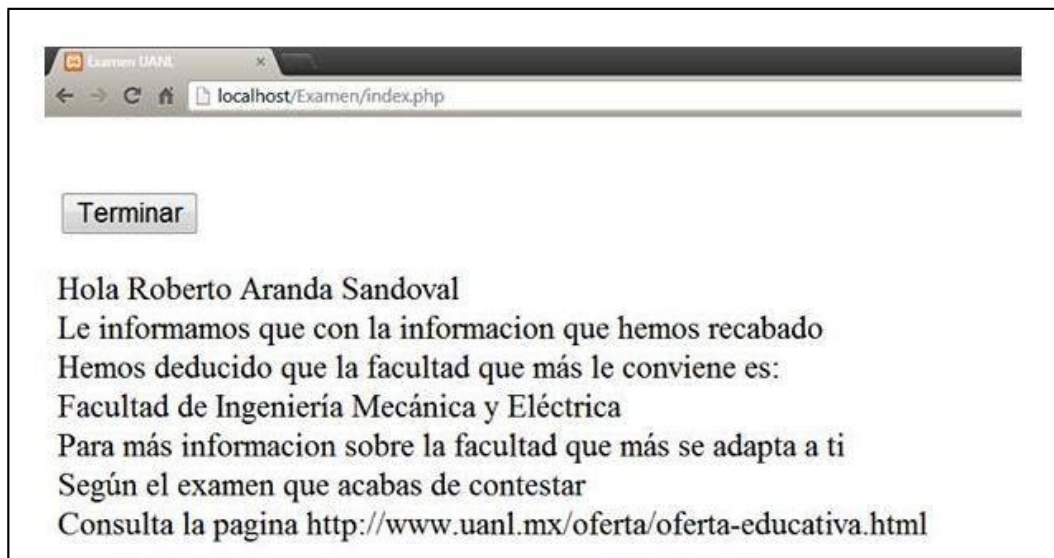 Examen UANL
localhost/Examen/index.php
Terminar
Hola Roberto Aranda Sandoval
Le informamos que con la informacion que hemos recabado
Hemos deducido que la facultad que más le conviene es:
Facultad de Ingeniería Mecánica y Eléctrica
Para más informacion sobre la facultad que más se adapta a ti
Según el examen que acabas de contestar
Consulta la pagina http://www.uanl.mx/oferta/oferta-educativa.html